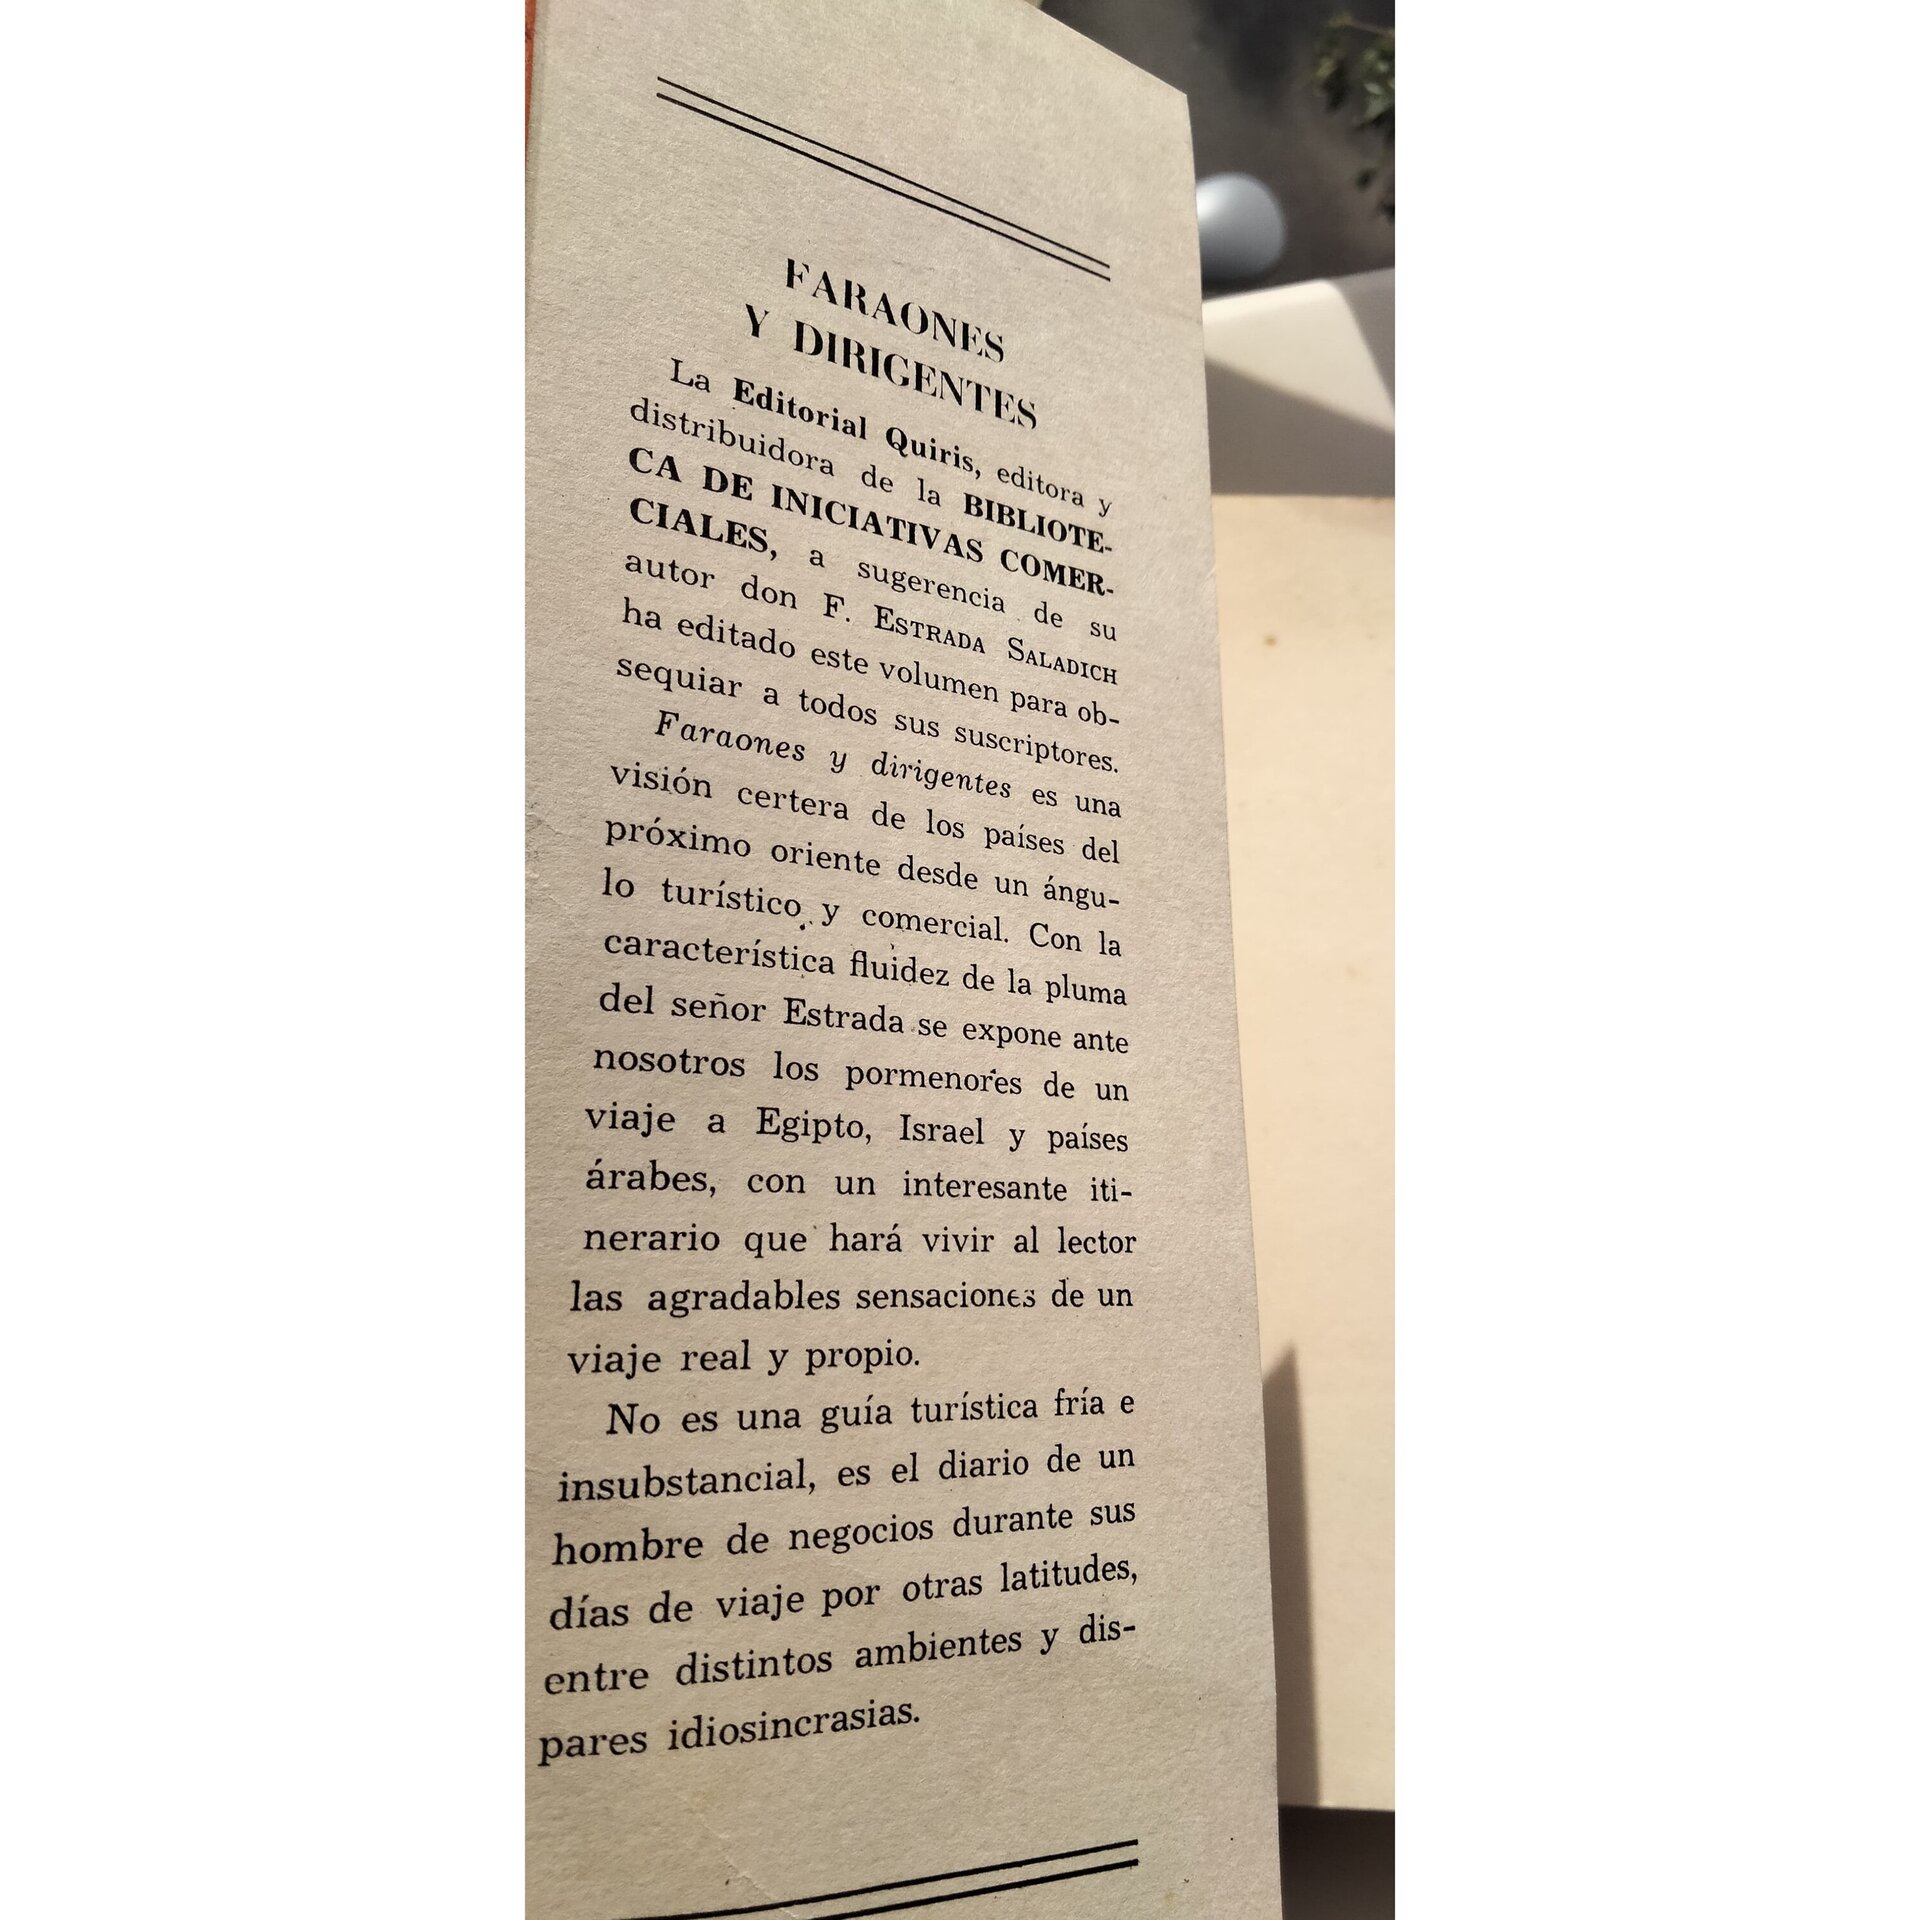 FARAONES
Y DIRIGENTES
La Editorial Quiris, editora y
distribuidora de la BIBLIOTE-
CA DE INICIATIVAS COMER-
CIALES, a sugerencia de su
autor don F. ESTRADA SALADICH
ha editado este volumen para ob-
sequiar a todos sus suscriptores.
Faraones y dirigentes es una
visión certera de los países del
próximo oriente desde un ángu-
lo turístico y comercial. Con la
característica fluidez de la pluma
del señor Estrada se expone ante
nosotros los pormenores de un
viaje a Egipto, Israel y países
árabes, con un interesante iti-
nerario que hará vivir al lector
las agradables sensaciones de un
viaje real y propio.
No es una guía turística fría e
insubstancial, es el diario de un
hombre de negocios durante sus
días de viaje por otras latitudes,
entre distintos ambientes y dis-
pares idiosincrasias.